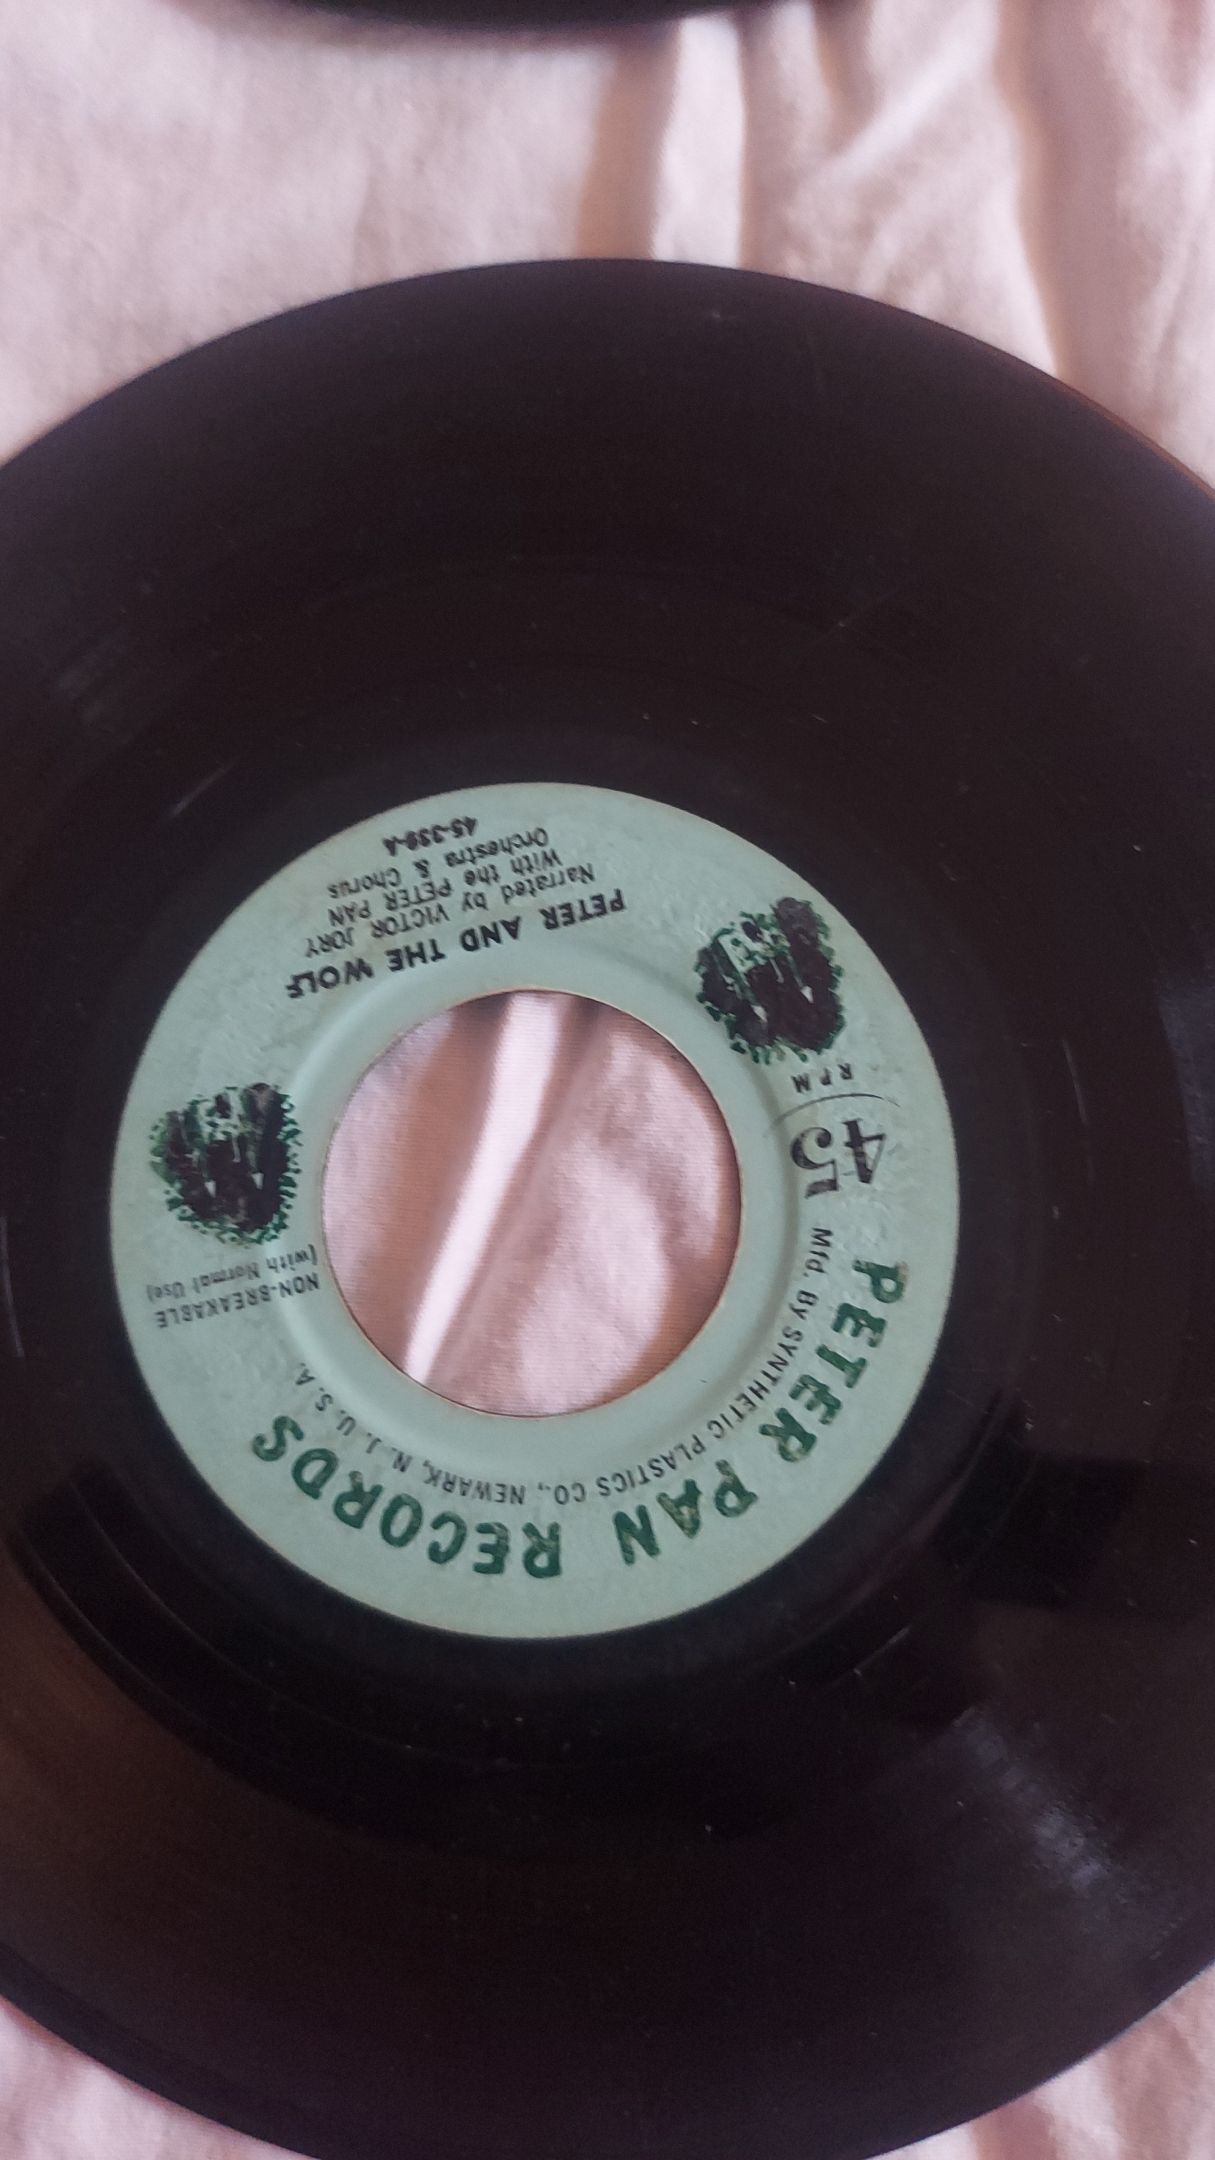 PETER PAN RECORDS
Mfd. By SYNTHETIC PLASTICS CO., NEWARK, N. J. U. S. A.
45
RPM
NON-BREAKABLE
(with Normal Use)
PETER AND THE WOLF
Narrated by VICTOR JORY
With the PETER PAN
Orchestra & Chorus
45-339-A